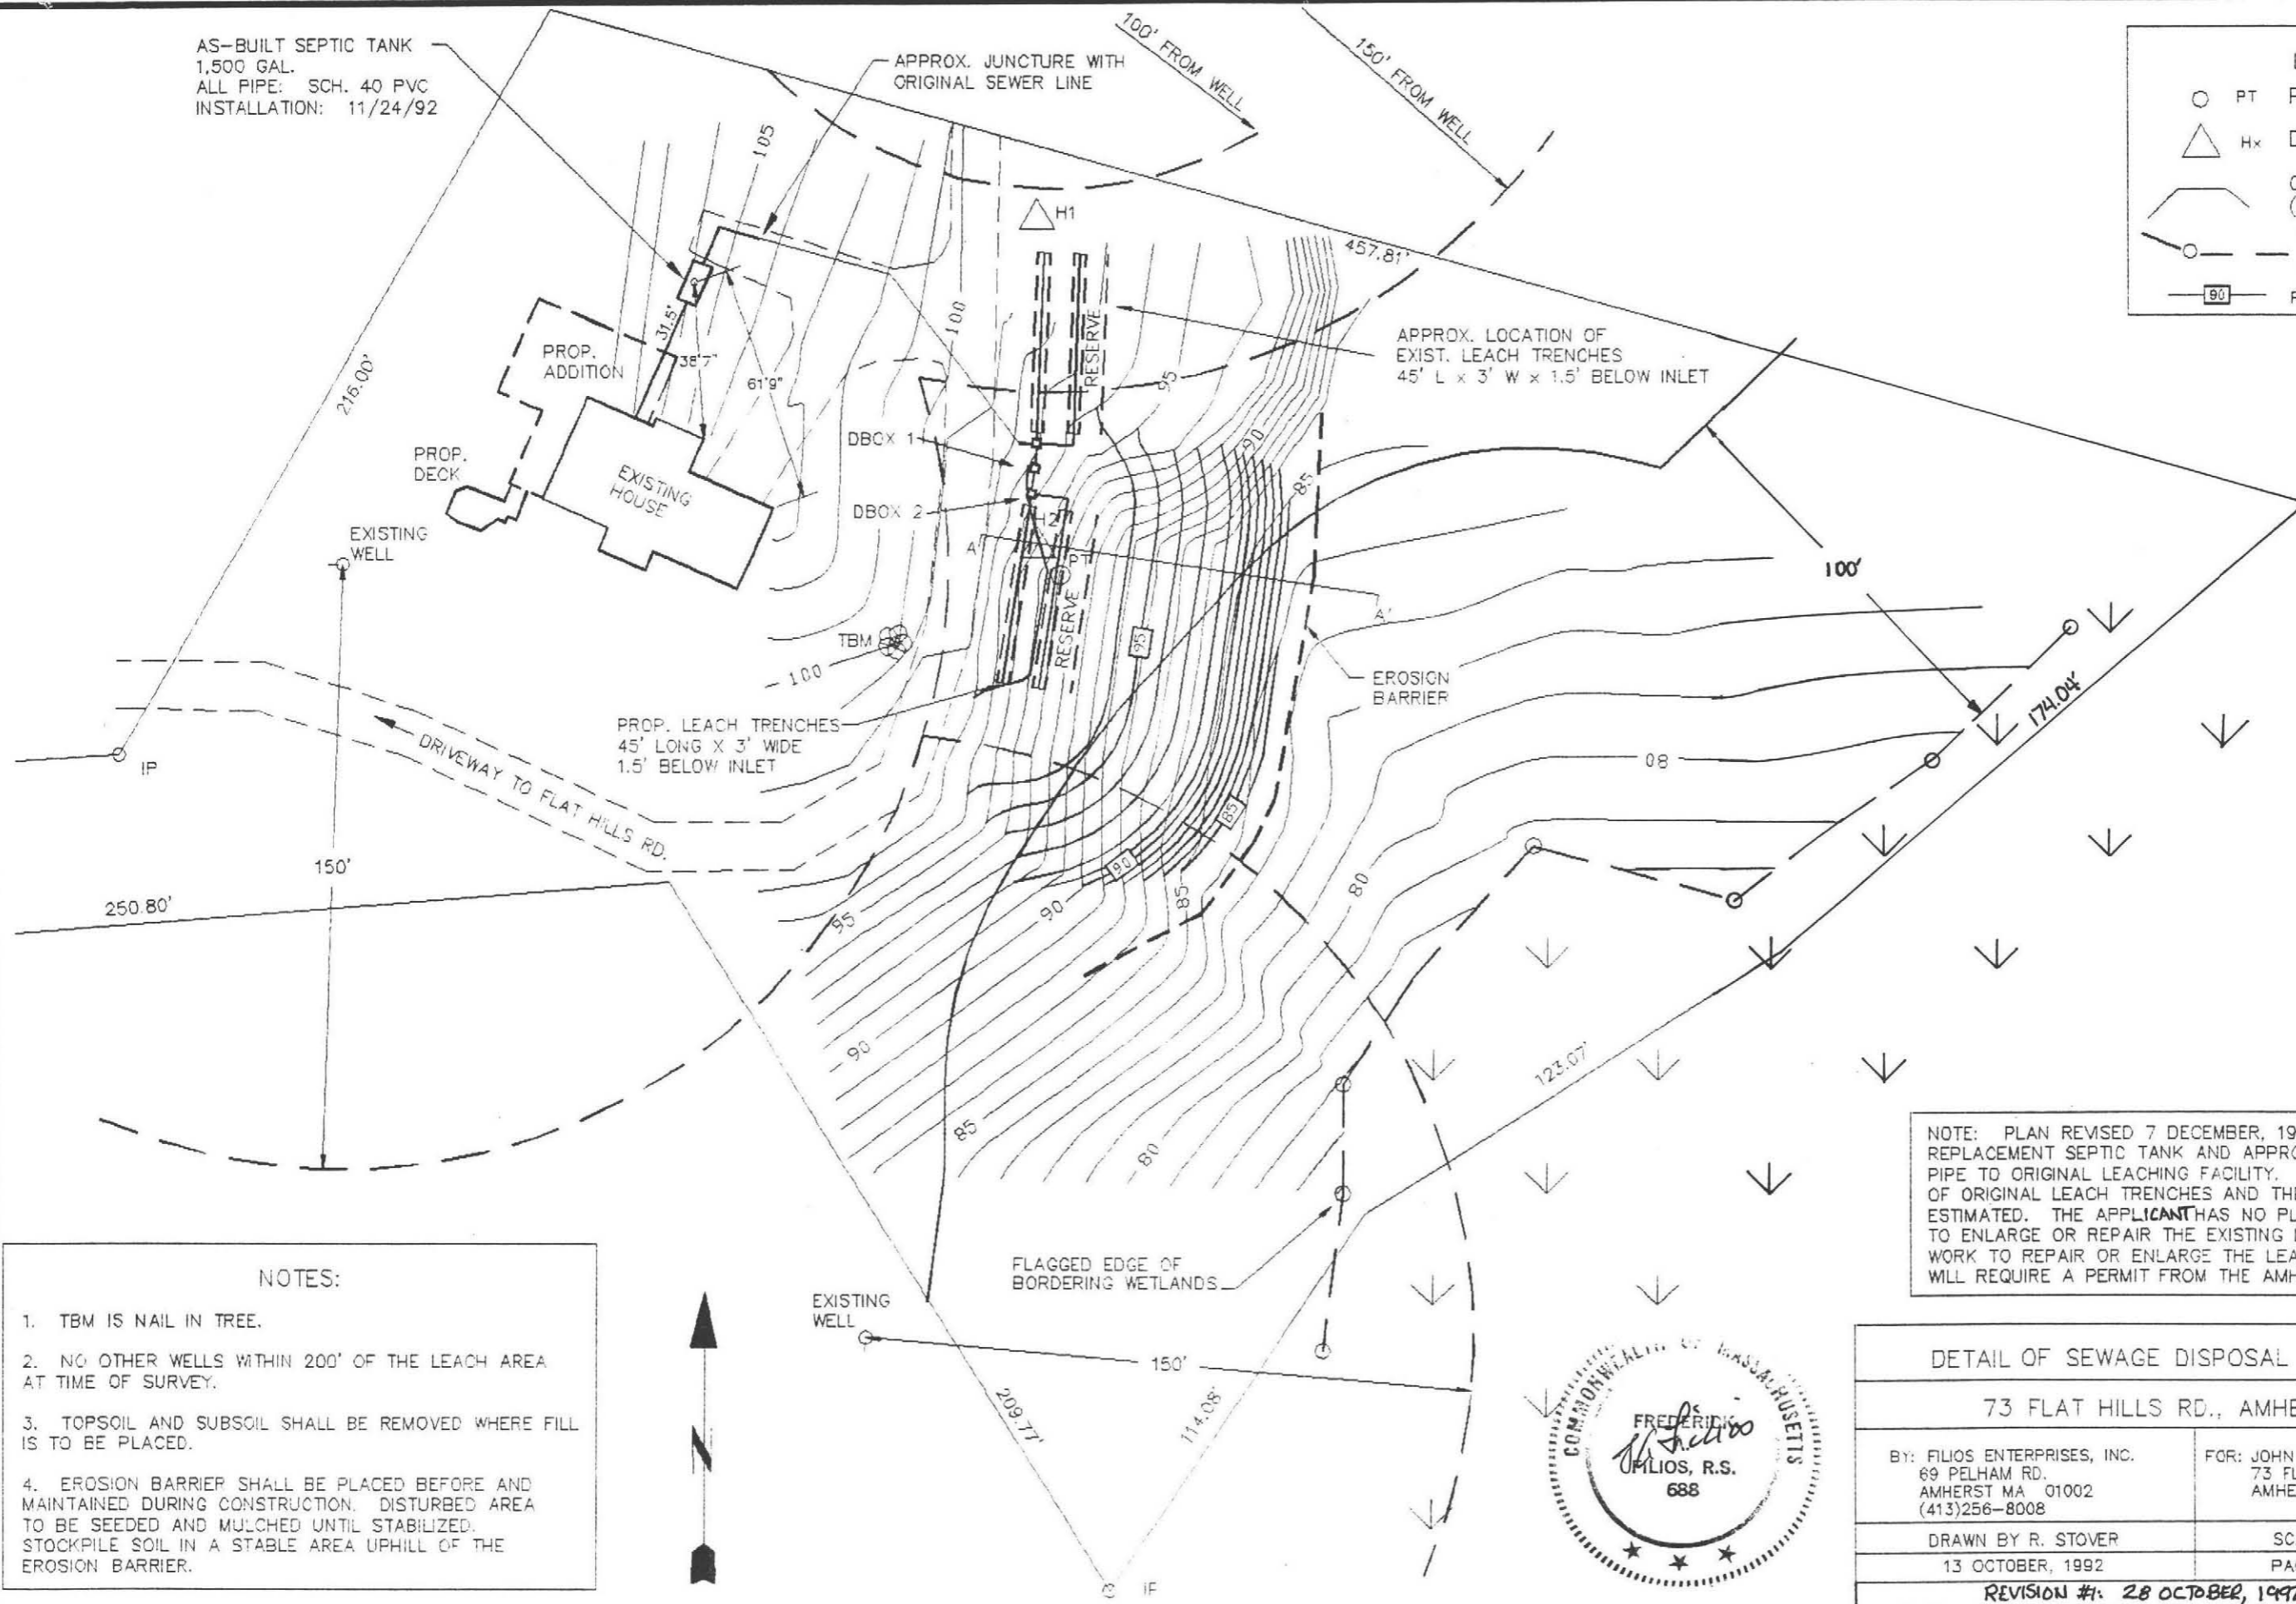 AS-BUILT SEPTIC TANK
1,500 GAL.
ALL PIPE: SCH. 40 PVC
INSTALLATION: 11/24/92
APPROX. JUNCTURE WITH
ORIGINAL SEWER LINE
100' FROM WELL
150' FROM WELL
PT
Hx
90
105
H1
457.81'
216.00'
31.5'
38'7"
61'9"
100
RESERVE
95
APPROX. LOCATION OF
EXIST. LEACH TRENCHES
45' L x 3' W x 1.5' BELOW INLET
PROP.
ADDITION
PROP.
DECK
EXISTING
HOUSE
DBOX 1
DBOX 2
90
85
H2
A
PT
A'
EXISTING
WELL
100'
TBM
RESERVE
95
100
EROSION
BARRIER
174.04'
PROP. LEACH TRENCHES
45' LONG X 3' WIDE
1.5' BELOW INLET
IP
DRIVEWAY TO FLAT HILLS RD.
80
85
150'
90
250.80'
95
90
85
80
90
85
80
123.07'
FLAGGED EDGE OF
BORDERING WETLANDS
EXISTING
WELL
150'
209.77'
114.08'
N
NOTES:
1. TBM IS NAIL IN TREE.
2. NO OTHER WELLS WITHIN 200' OF THE LEACH AREA
AT TIME OF SURVEY.
3. TOPSOIL AND SUBSOIL SHALL BE REMOVED WHERE FILL
IS TO BE PLACED.
4. EROSION BARRIER SHALL BE PLACED BEFORE AND
MAINTAINED DURING CONSTRUCTION. DISTURBED AREA
TO BE SEEDED AND MULCHED UNTIL STABILIZED.
STOCKPILE SOIL IN A STABLE AREA UPHILL OF THE
EROSION BARRIER.
NOTE: PLAN REVISED 7 DECEMBER, 19
REPLACEMENT SEPTIC TANK AND APPRO
PIPE TO ORIGINAL LEACHING FACILITY.
OF ORIGINAL LEACH TRENCHES AND TH
ESTIMATED. THE APPLICANT HAS NO PL
TO ENLARGE OR REPAIR THE EXISTING
WORK TO REPAIR OR ENLARGE THE LEA
WILL REQUIRE A PERMIT FROM THE AMH
COMMONWEALTH OF MASSACHUSETTS
FREDERICK
FILIOS, R.S.
688
DETAIL OF SEWAGE DISPOSAL
73 FLAT HILLS RD., AMHE
BY: FILIOS ENTERPRISES, INC.
69 PELHAM RD.
AMHERST MA 01002
(413)256-8008
FOR: JOHN
73 FL
AMHE
DRAWN BY R. STOVER
SC
13 OCTOBER, 1992
PA
REVISION #1: 28 OCTOBER, 1992